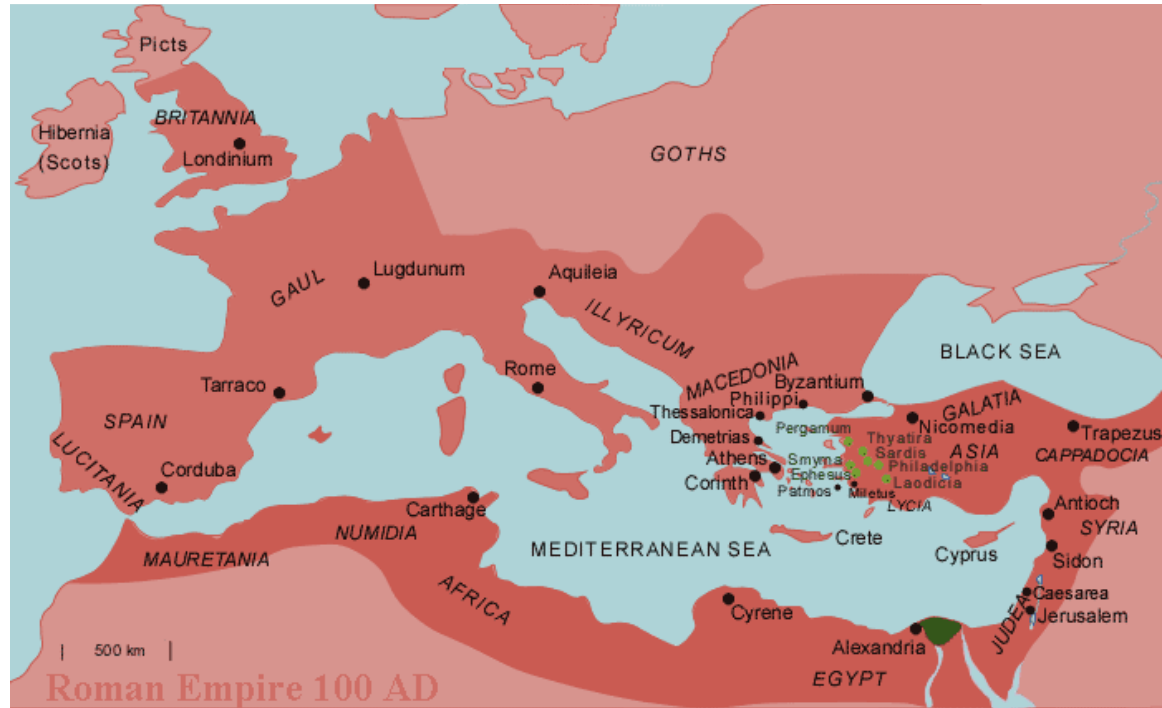 Picts
BRITANNIA
Hibernia
(Scots)
Londinium
GOTHS
Lugdunum
Aquileia
GAUL
ILLYRICUM
BLACK SEA
Rome
MACEDONIA
Byzantium
Tarraco
Philippi
GALATIA
Thessalonica
Nicomedia
SPAIN
Pergamum
Trapezus
Demetrias
Thyatira
ASIA
Sardis
CAPPADOCIA
Athens
Smyrna
Philadelphia
LUCITANIA
Corduba
Corinth
Ephesus
Laodicia
Patmos
Miletus
LYCIA
Carthage
Antioch
NUMIDIA
SYRIA
Crete
MEDITERRANEAN SEA
Cyprus
MAURETANIA
Sidon
AFRICA
Caesarea
Cyrene
JUDEA
Jerusalem
Alexandria
500 km
EGYPT
Roman Empire 100 AD